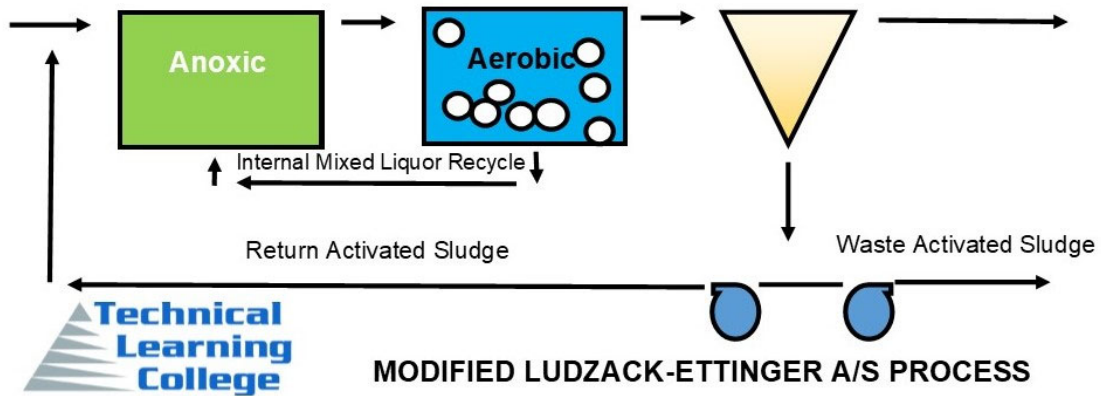 Anoxic
Aerobic
Internal Mixed Liquor Recycle
Return Activated Sludge
Waste Activated Sludge
Technical
Learning
College
MODIFIED LUDZACK-ETTINGER A/S PROCESS